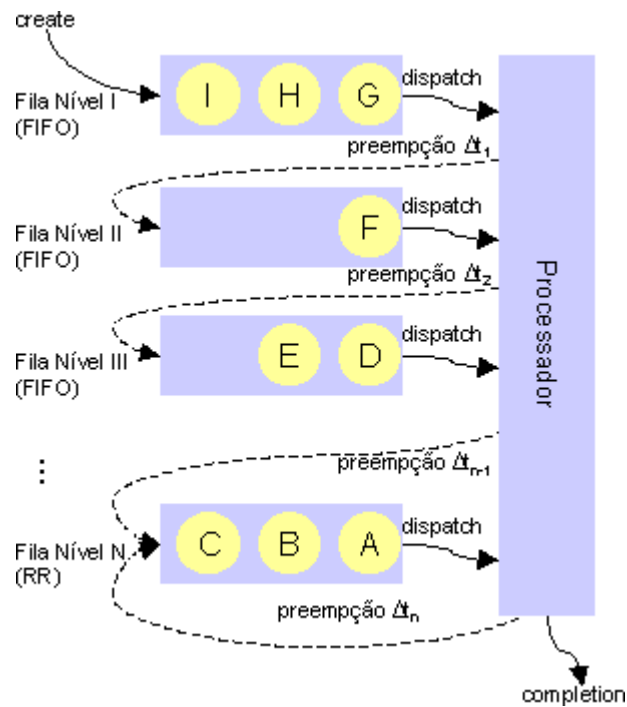 create
I H G
dispatch
Fila Nível I
(FIFO)
preempção Δt1
F
dispatch
Fila Nível II
(FIFO)
preempção Δt2
E D
dispatch
Fila Nível III
(FIFO)
Processador
⋮
preempção Δtn-1
C B A
dispatch
Fila Nível N
(RR)
preempção Δtn
completion